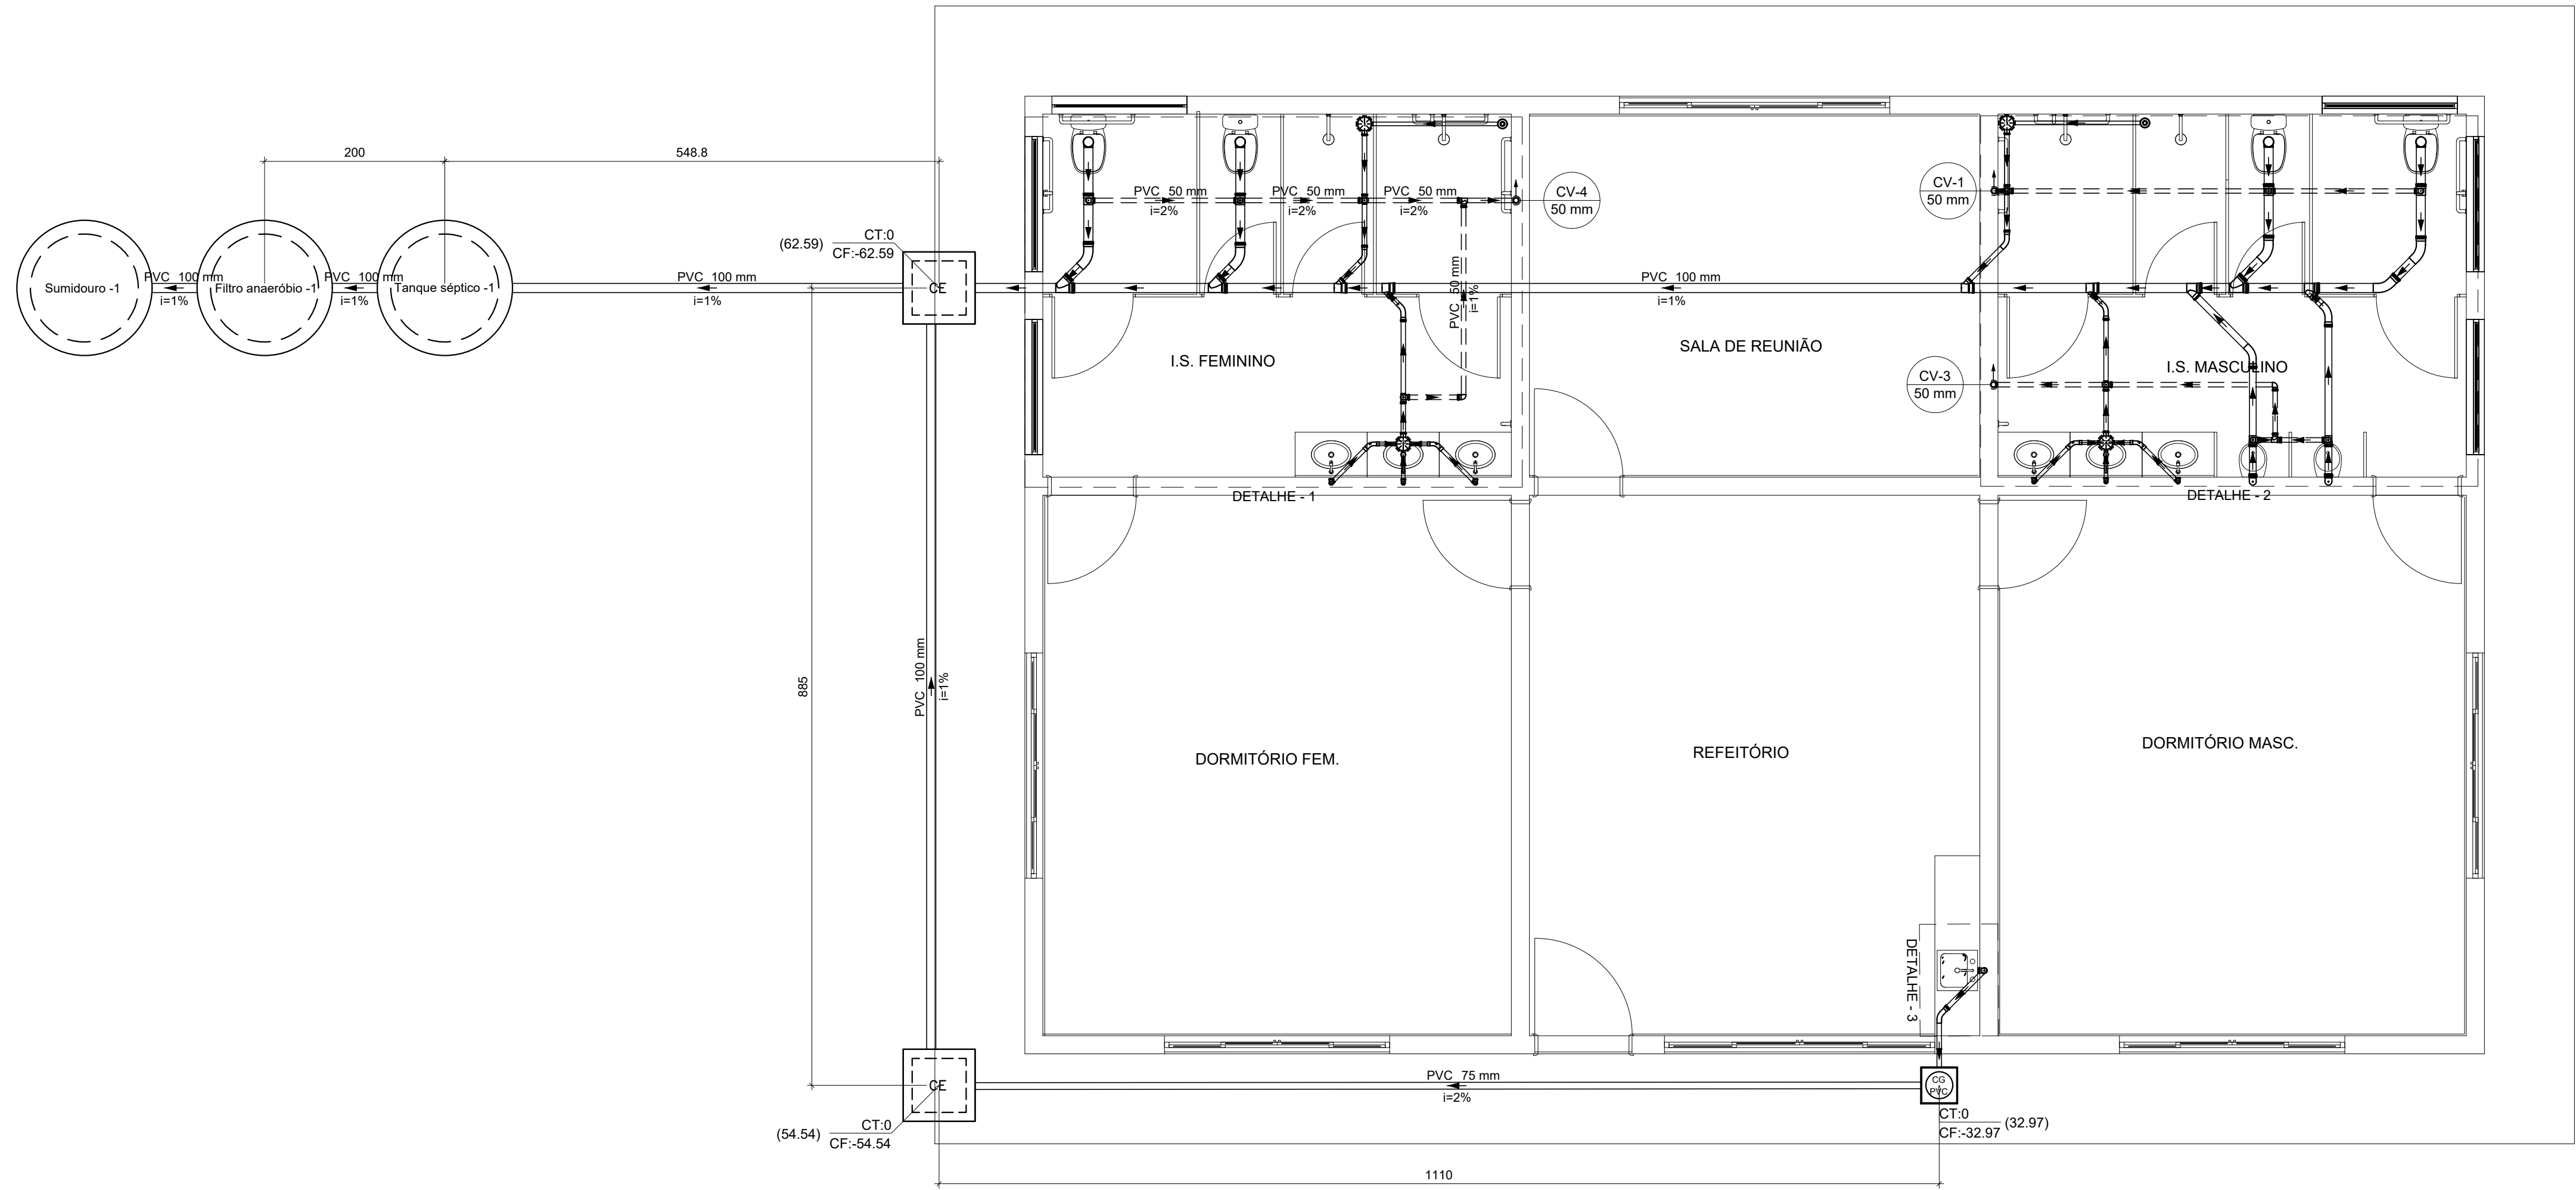 200
548.8
Sumidouro -1
PVC 100 mm
i=1%
Filtro anaeróbio -1
PVC 100 mm
i=1%
Tanque séptico -1
PVC 100 mm
i=1%
(62.59)
CT:0
CF:-62.59
CE
PVC 50 mm
i=2%
PVC 50 mm
i=2%
PVC 50 mm
i=2%
CV-4
50 mm
CV-1
50 mm
PVC 50 mm
i=1%
PVC 100 mm
i=1%
I.S. FEMININO
SALA DE REUNIÃO
CV-3
50 mm
I.S. MASCULINO
DETALHE - 1
DETALHE - 2
885
PVC 100 mm
i=1%
DORMITÓRIO FEM.
REFEITÓRIO
DORMITÓRIO MASC.
DETALHE - 3
CE
PVC 75 mm
i=2%
CG
PVC
(54.54)
CT:0
CF:-54.54
CT:0
CF:-32.97
(32.97)
1110